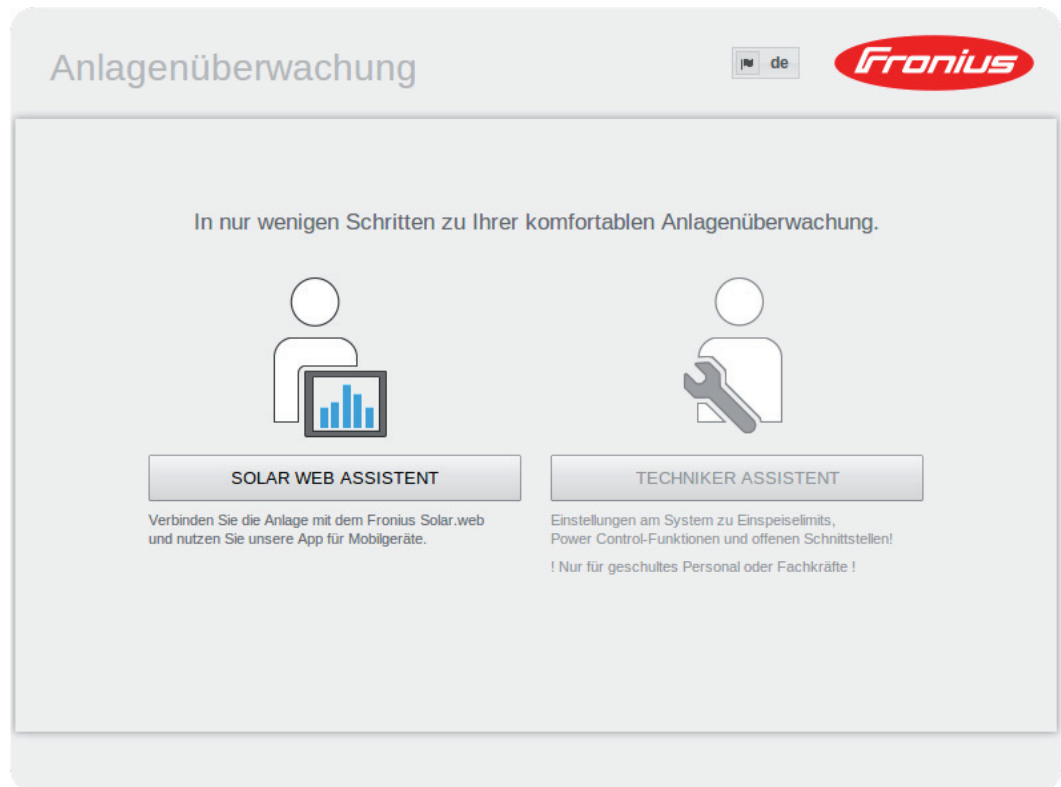 Anlagenüberwachung
de
Fronius
In nur wenigen Schritten zu Ihrer komfortablen Anlagenüberwachung.
SOLAR WEB ASSISTENT
Verbinden Sie die Anlage mit dem Fronius Solar.web
und nutzen Sie unsere App für Mobilgeräte.
TECHNIKER ASSISTENT
Einstellungen am System zu Einspeiselimits,
Power Control-Funktionen und offenen Schnittstellen!
! Nur für geschultes Personal oder Fachkräfte !